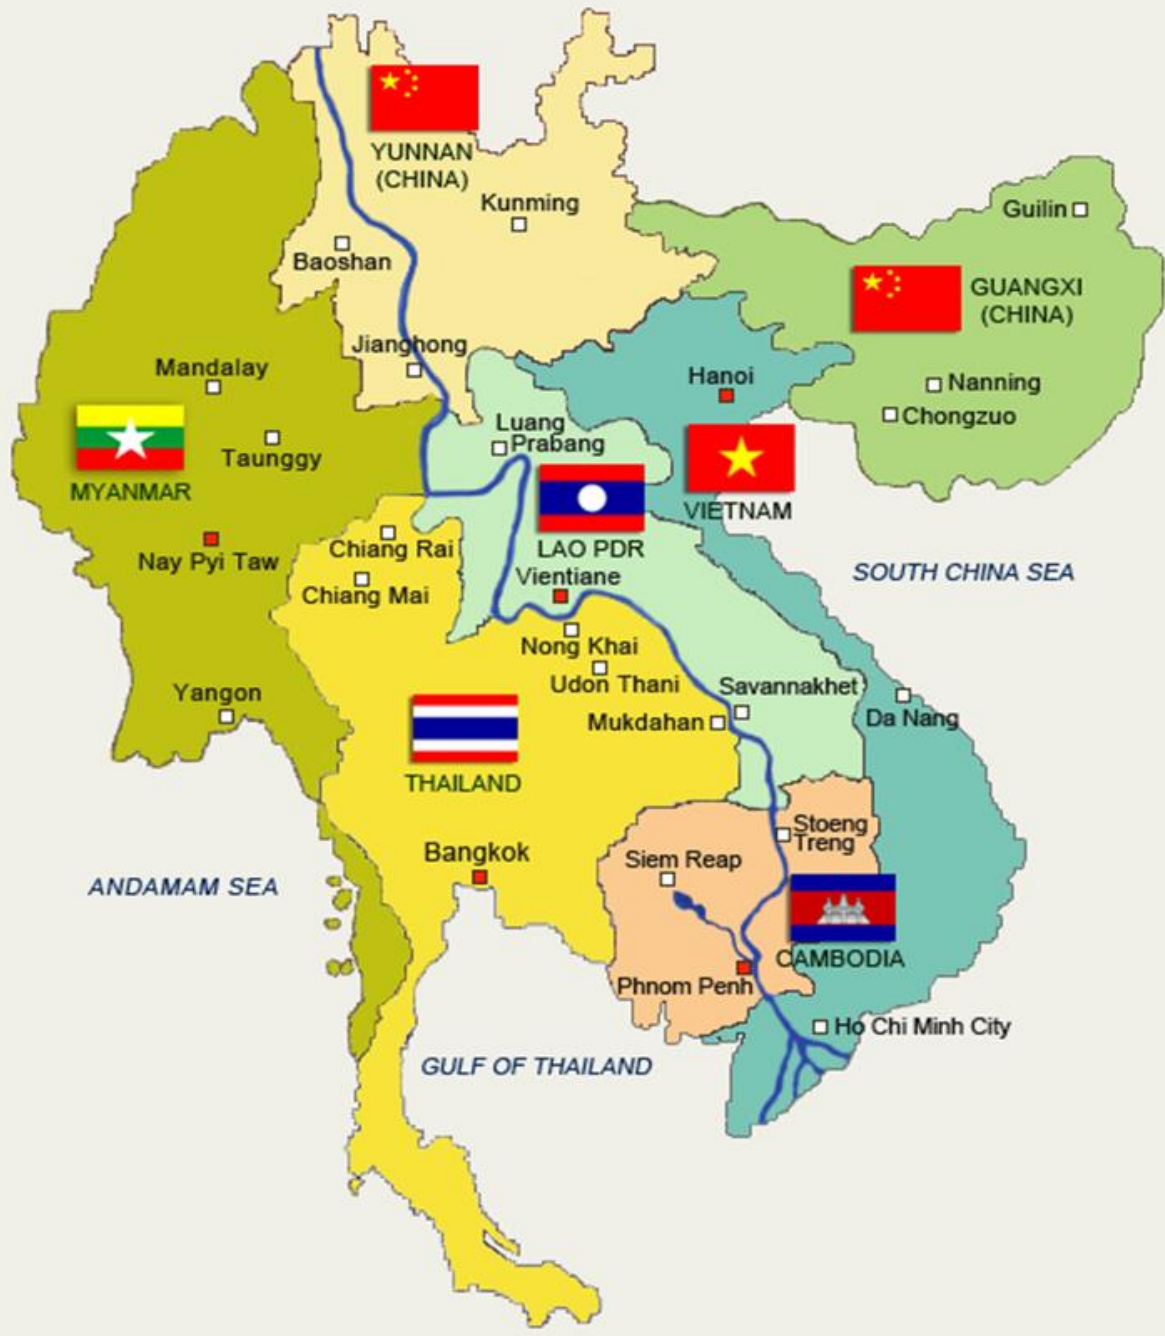 YUNNAN
(CHINA)
Kunming
Guilin
Baoshan
GUANGXI
(CHINA)
Jianghong
Mandalay
Hanoi
Nanning
Chongzuo
Luang
Prabang
Taunggy
MYANMAR
VIETNAM
Chiang Rai
LAO PDR
Nay Pyi Taw
SOUTH CHINA SEA
Vientiane
Chiang Mai
Nong Khai
Udon Thani
Savannakhet
Yangon
Mukdahan
Da Nang
THAILAND
Stoeng
Treng
Bangkok
Siem Reap
ANDAMAM SEA
CAMBODIA
Phnom Penh
Ho Chi Minh City
GULF OF THAILAND